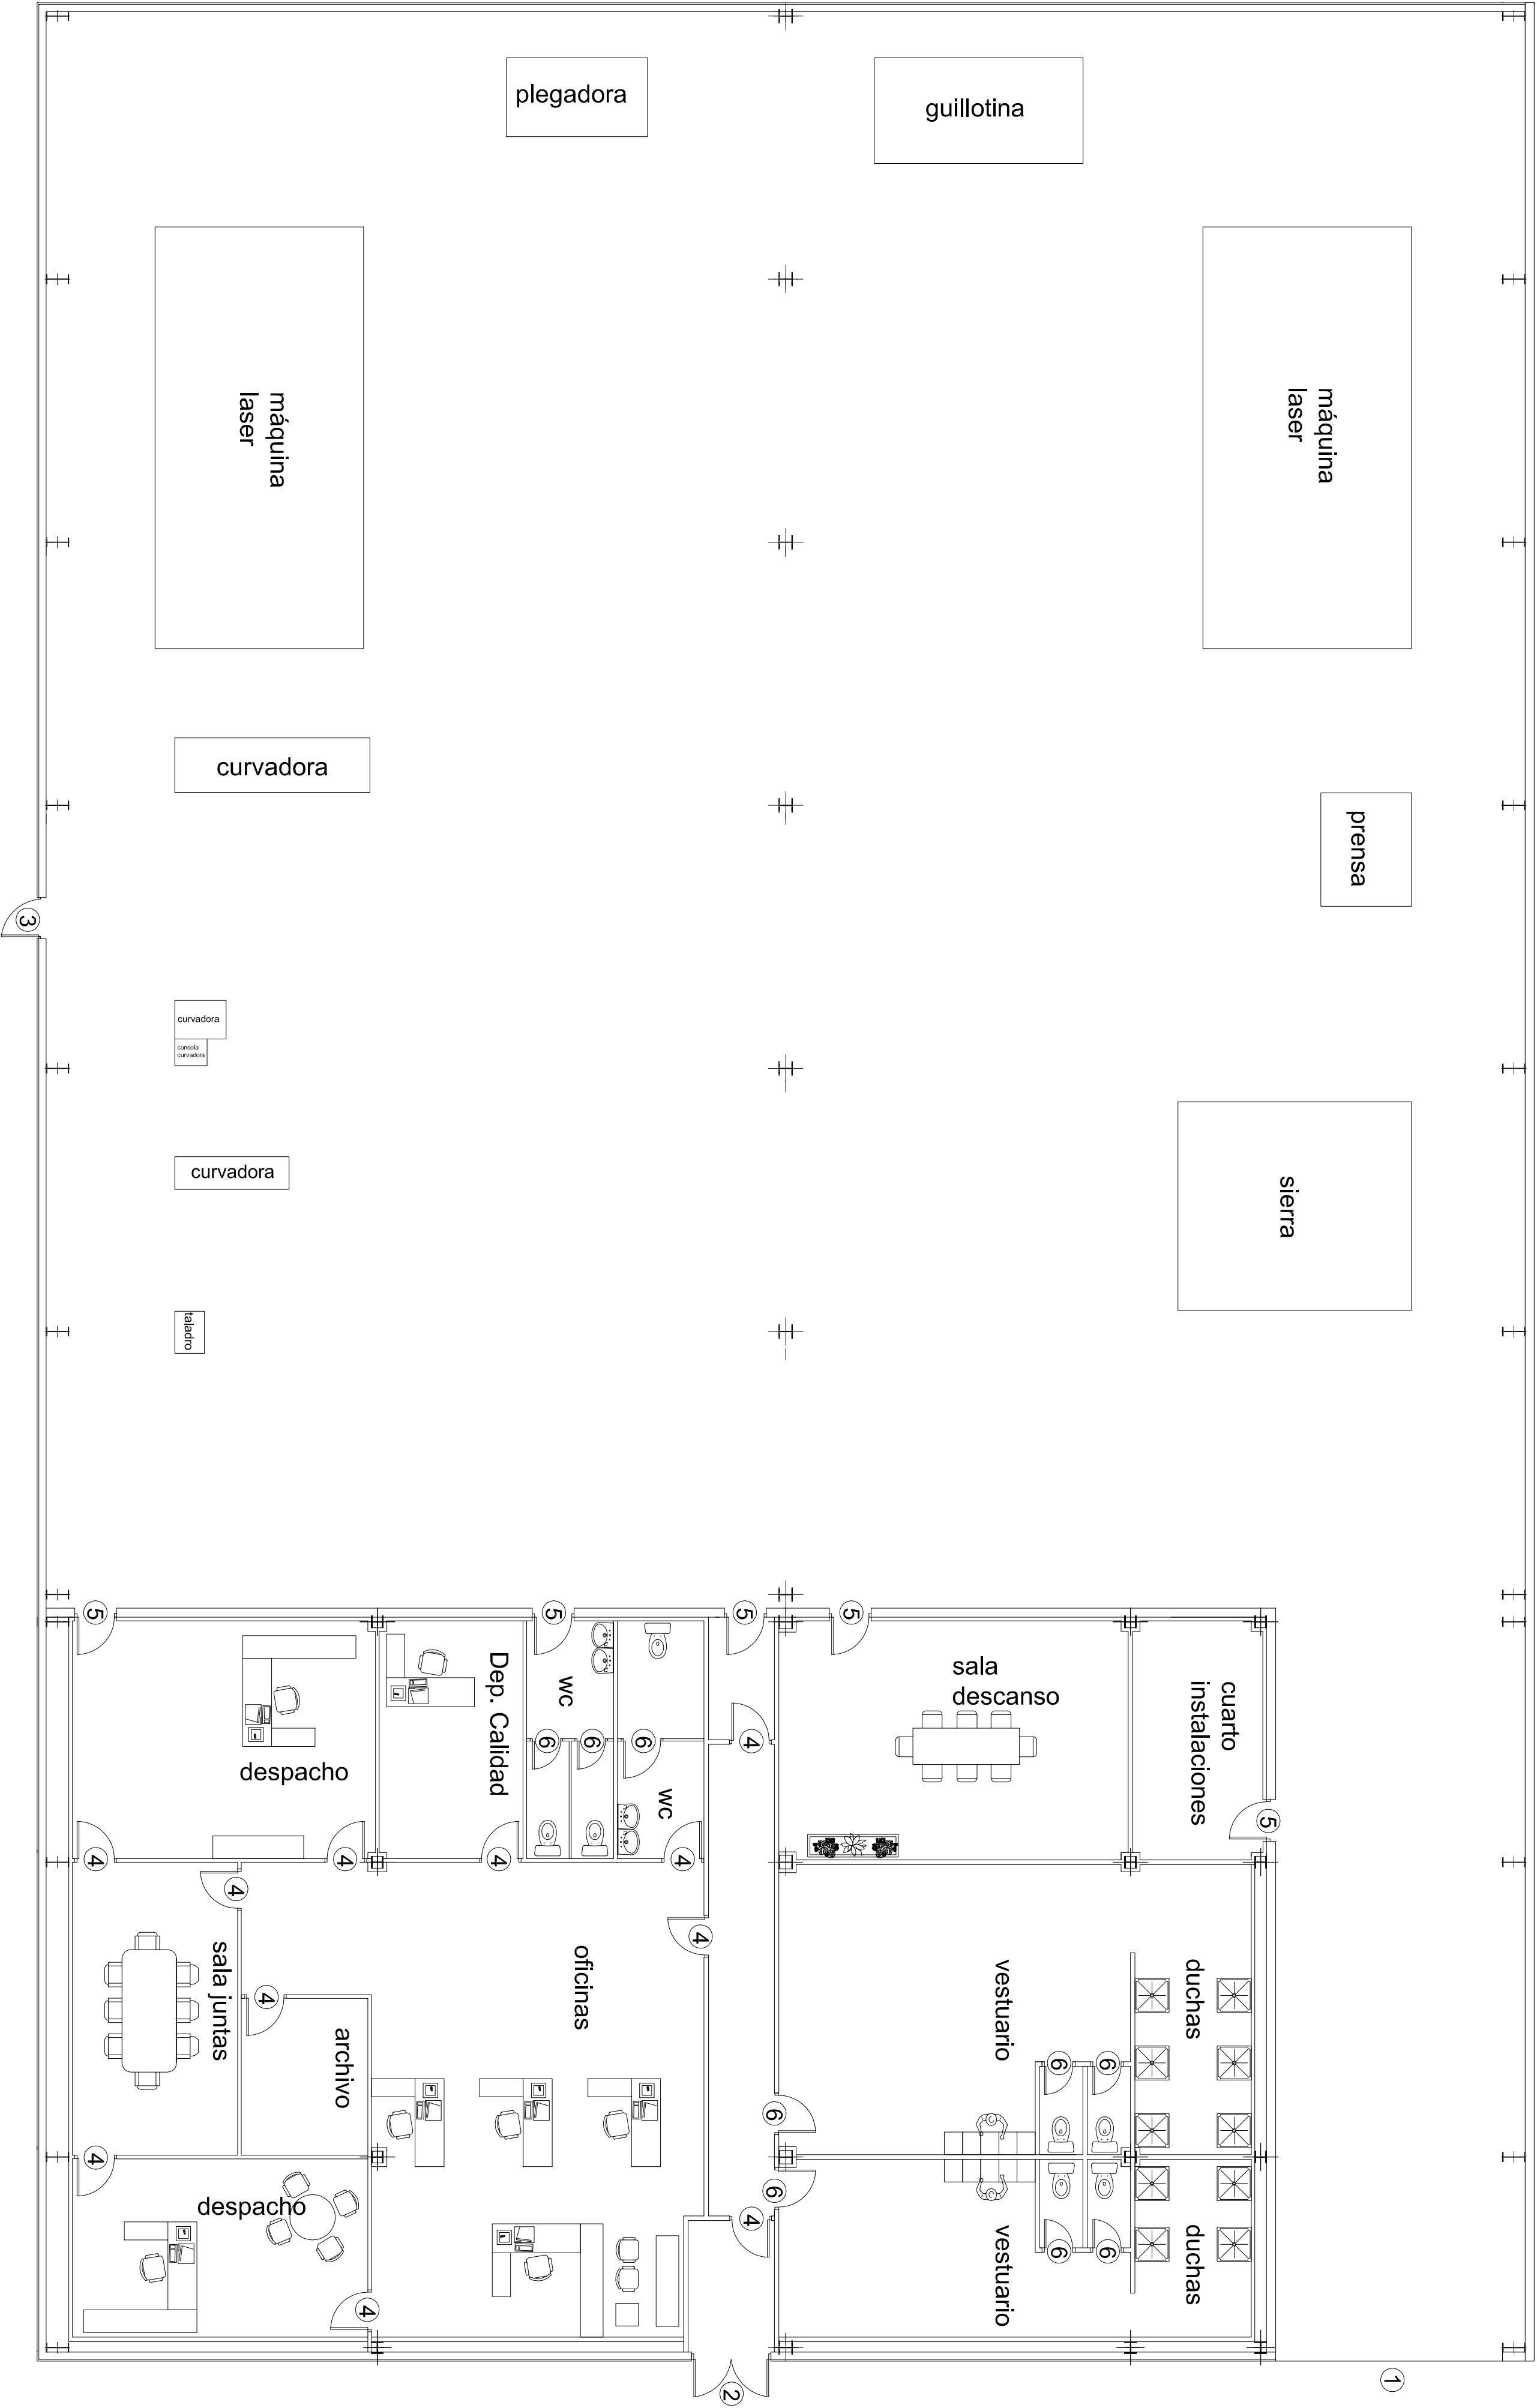 plegadora
guillotina
máquina
laser
máquina
laser
curvadora
prensa
3
curvadora
consola
curvadora
curvadora
sierra
taladro
5
5
5
5
sala
descanso
cuarto
instalaciones
Dep. Calidad
wc
6
6
6
4
despacho
wc
5
4
4
4
4
4
4
sala juntas
oficinas
vestuario
duchas
4
archivo
6
6
6
4
6
4
despacho
vestuario
duchas
6
6
4
2
1